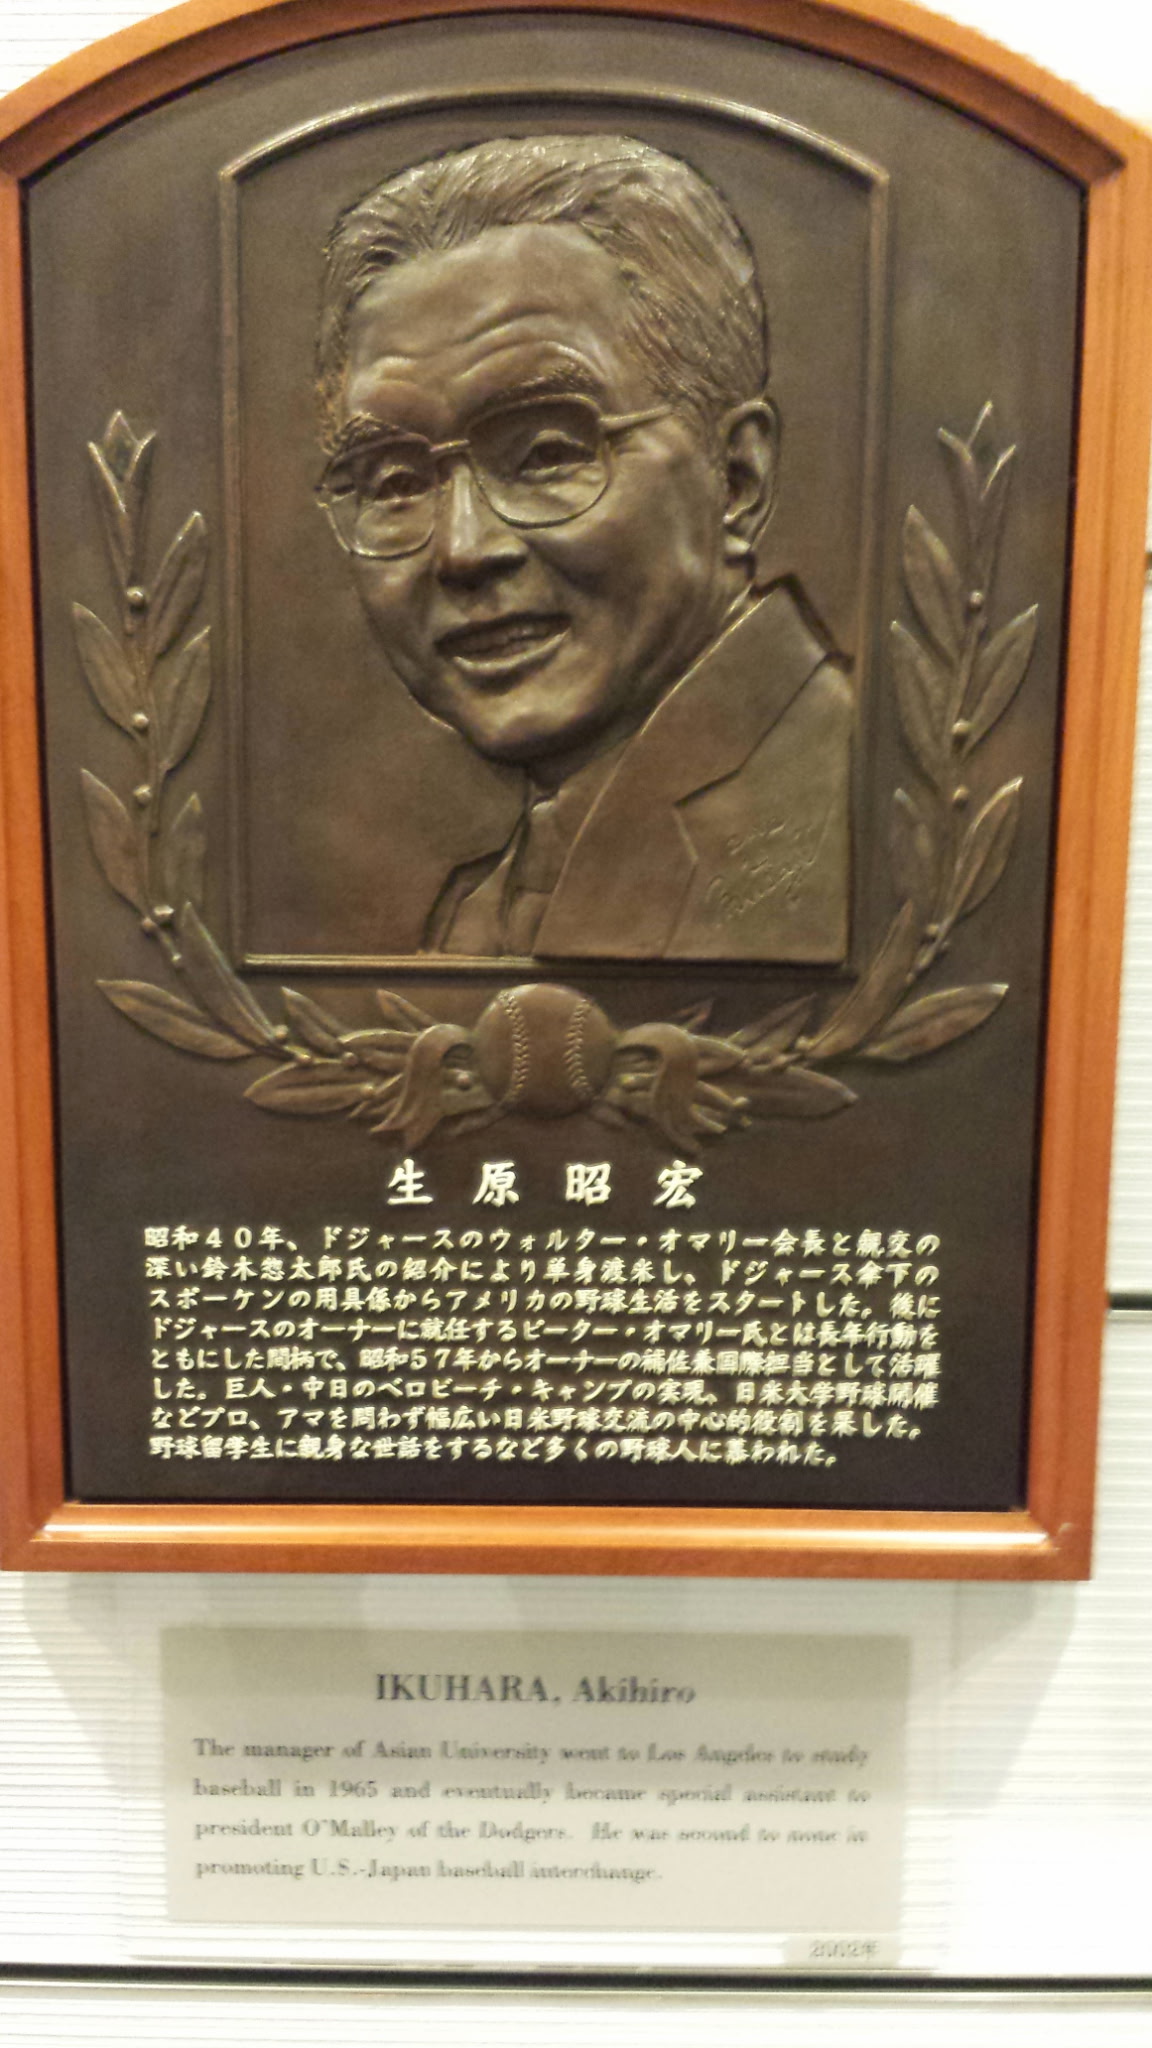 生原昭宏
昭和40年、ドジャースのウォルター・オマリー会長と親交の
深い鈴木惣太郎氏の紹介により単身渡米し、ドジャース傘下の
スポーケンの用具係からアメリカの野球生活をスタートした。後に
ドジャースのオーナーに就任するピーター・オマリー氏とは長年行動を
ともにした間柄で、昭和57年からオーナーの補佐兼国際担当として活躍
した。巨人・中日のベロビーチ・キャンプの実現、日米大学野球開催
などプロ、アマを問わず幅広い日米野球交流の中心的役割を果した。
野球留学生に親身な世話をするなど多くの野球人に慕われた。
IKUHARA, Akihiro
The manager of Asian University went to Los Angeles to study
baseball in 1965 and eventually became special assistant to
president O'Malley of the Dodgers. He was second to none in
promoting U.S.-Japan baseball interchange.
2002年